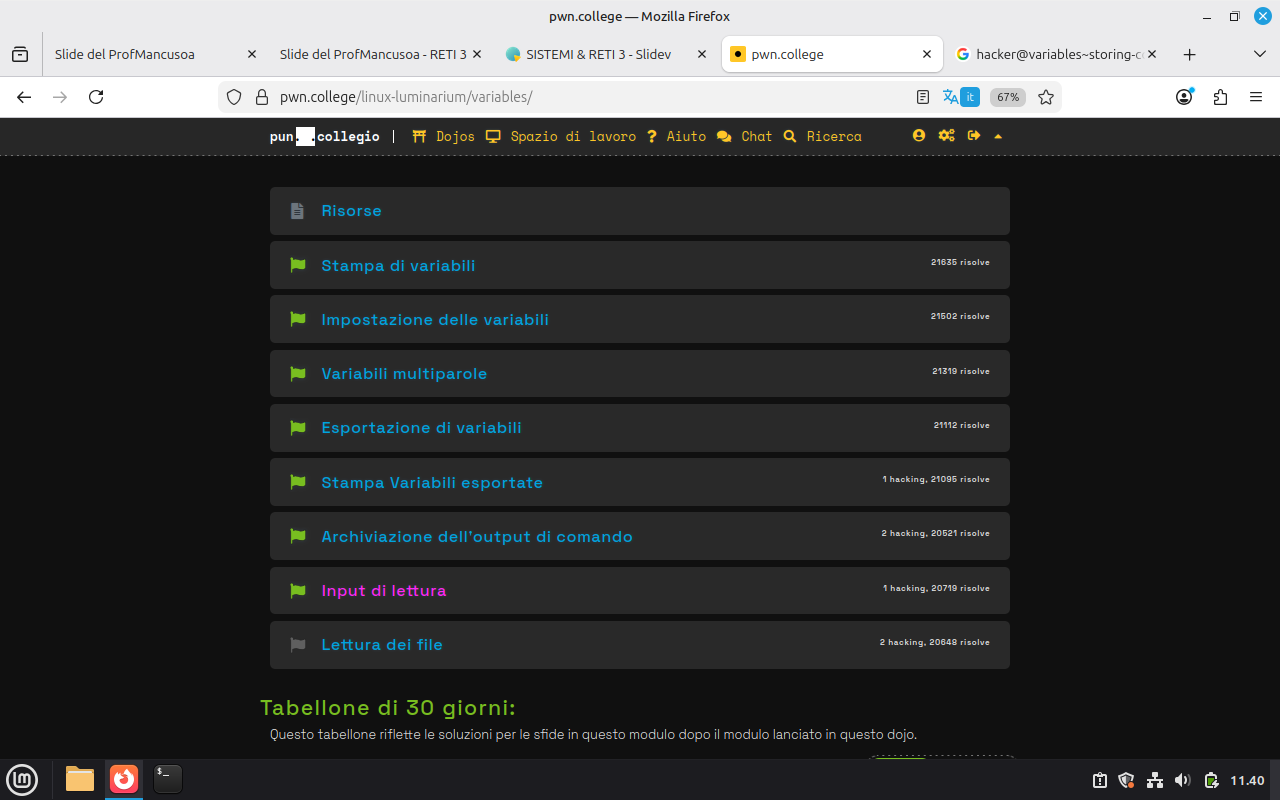 pwn.college — Mozilla Firefox
Slide del ProfMancusoa
Slide del ProfMancusoa - RETI 3
SISTEMI & RETI 3 - Slidev
pwn.college
hacker@variables~storing-c
pwn.college/linux-luminarium/variables/
it
67%
pun. .collegio | Dojos Spazio di lavoro Aiuto Chat Ricerca
Risorse
Stampa di variabili 21635 risolve
Impostazione delle variabili 21502 risolve
Variabili multiparole 21319 risolve
Esportazione di variabili 21112 risolve
Stampa Variabili esportate 1 hacking, 21095 risolve
Archiviazione dell'output di comando 2 hacking, 20521 risolve
Input di lettura 1 hacking, 20719 risolve
Lettura dei file 2 hacking, 20648 risolve
Tabellone di 30 giorni:
Questo tabellone riflette le soluzioni per le sfide in questo modulo dopo il modulo lanciato in questo dojo.
11.40